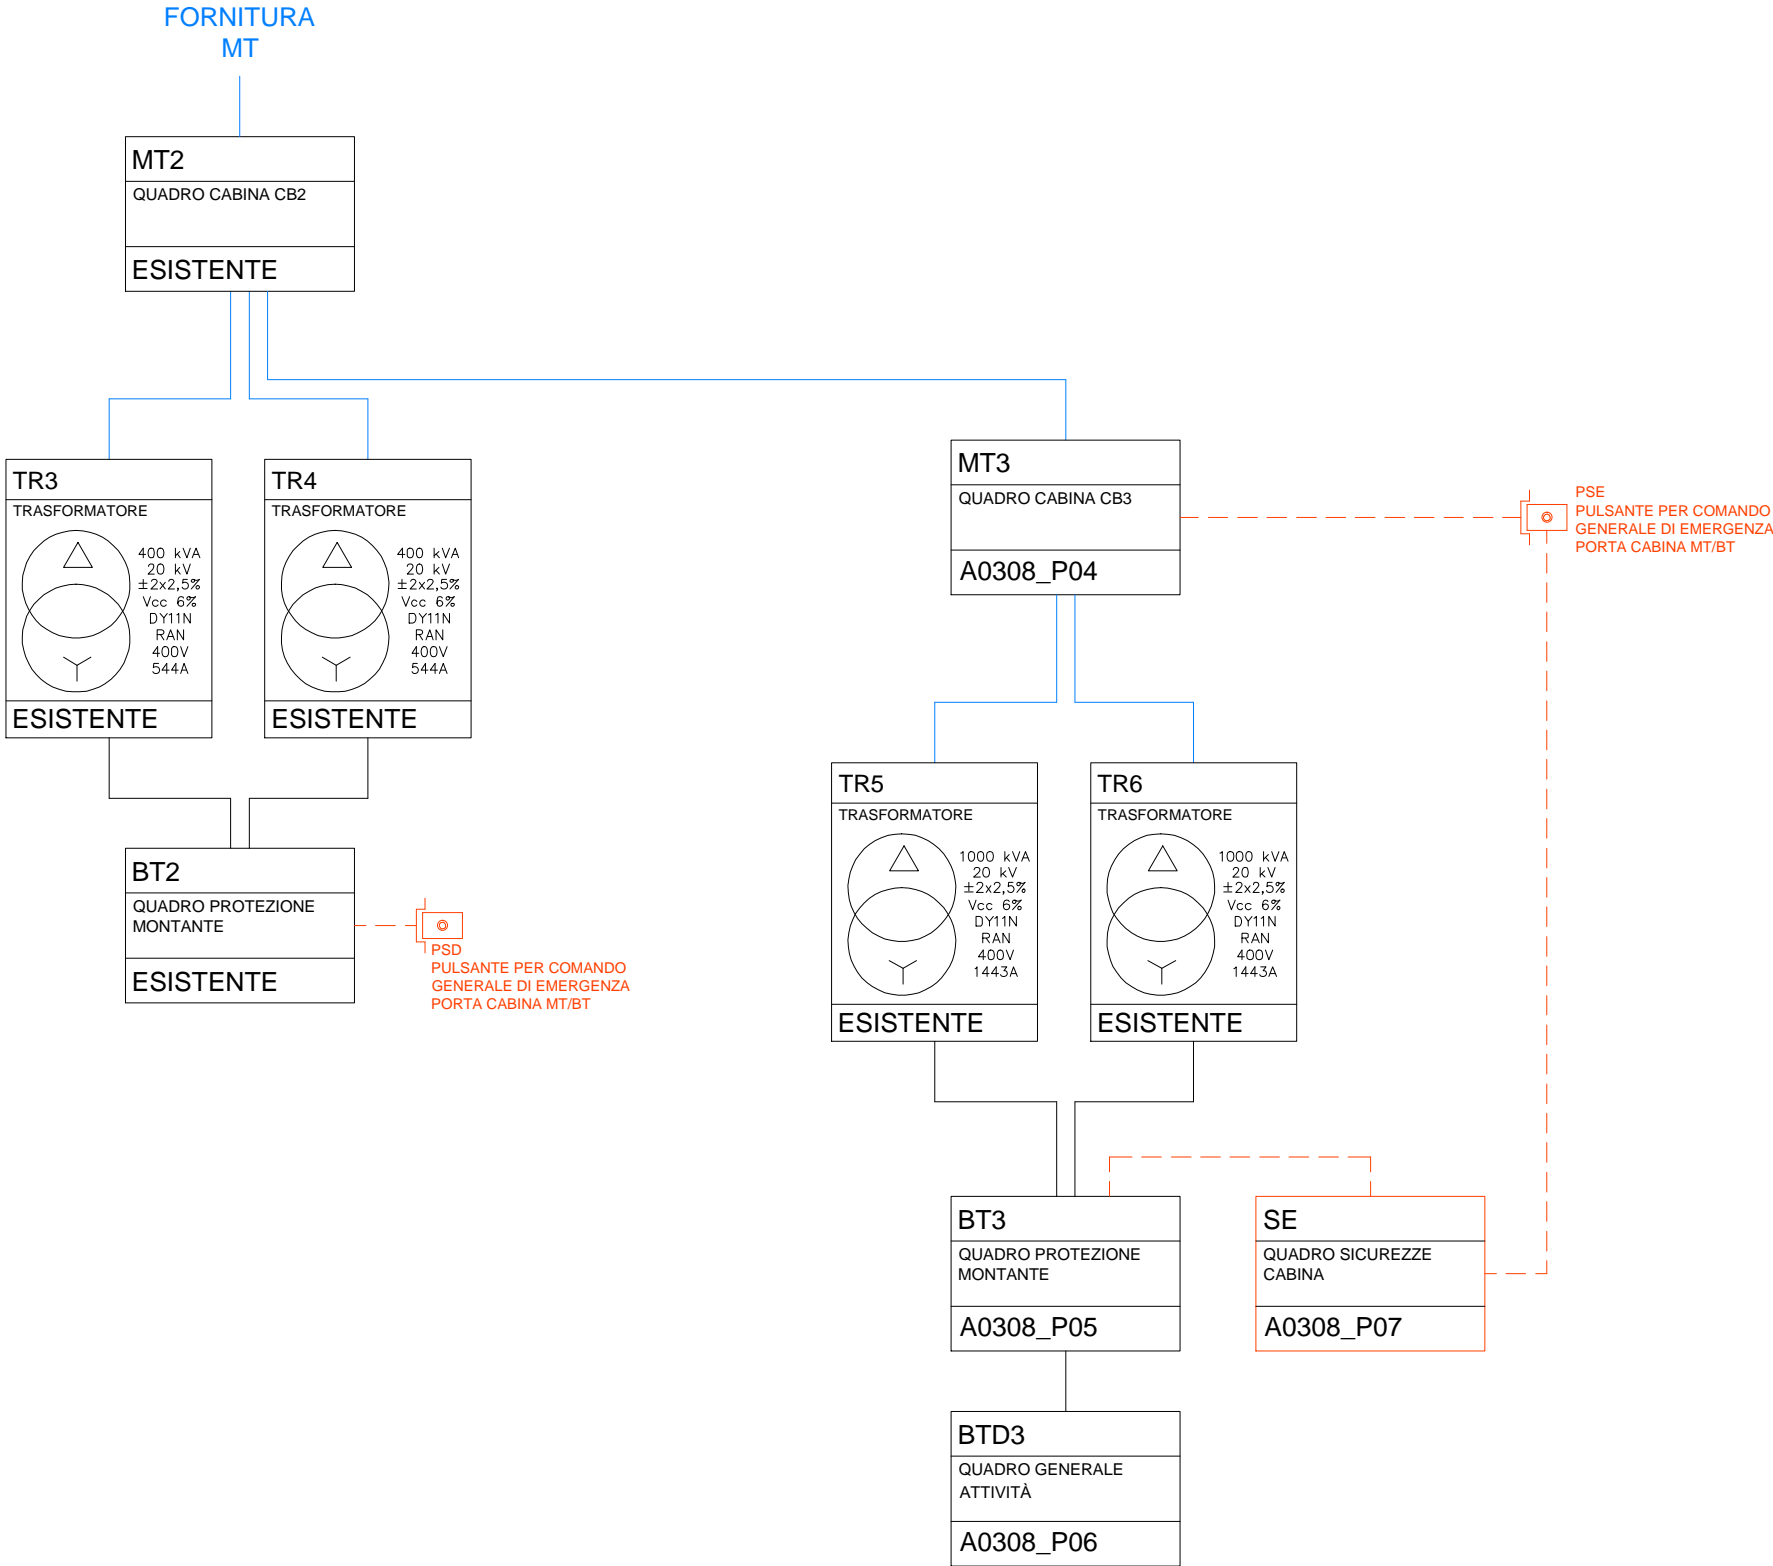 FORNITURA
MT
MT2
QUADRO CABINA CB2
ESISTENTE
TR3
TRASFORMATORE
400 kVA
20 kV
±2x2,5%
Vcc 6%
DY11N
RAN
400V
544A
ESISTENTE
TR4
TRASFORMATORE
400 kVA
20 kV
±2x2,5%
Vcc 6%
DY11N
RAN
400V
544A
ESISTENTE
BT2
QUADRO PROTEZIONE
MONTANTE
ESISTENTE
PSD
PULSANTE PER COMANDO
GENERALE DI EMERGENZA
PORTA CABINA MT/BT
MT3
QUADRO CABINA CB3
A0308_P04
PSE
PULSANTE PER COMANDO
GENERALE DI EMERGENZA
PORTA CABINA MT/BT
TR5
TRASFORMATORE
1000 kVA
20 kV
±2x2,5%
Vcc 6%
DY11N
RAN
400V
1443A
ESISTENTE
TR6
TRASFORMATORE
1000 kVA
20 kV
±2x2,5%
Vcc 6%
DY11N
RAN
400V
1443A
ESISTENTE
BT3
QUADRO PROTEZIONE
MONTANTE
A0308_P05
SE
QUADRO SICUREZZE
CABINA
A0308_P07
BTD3
QUADRO GENERALE
ATTIVITÀ
A0308_P06